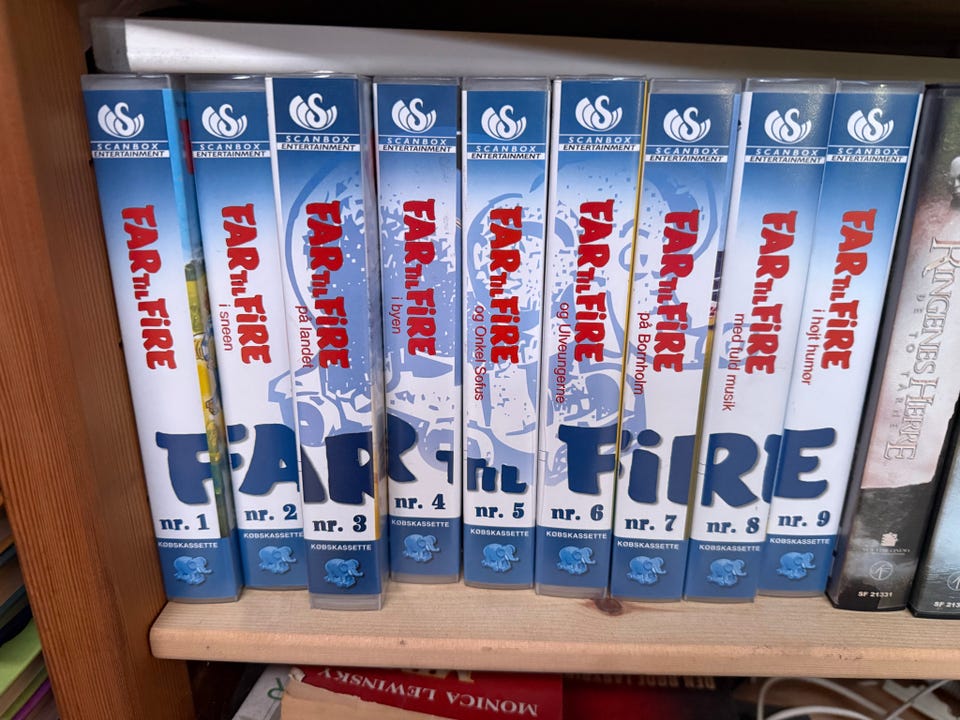 SCANBOX
ENTERTAINMENT
FAR TIL FIRE
nr. 1
KØBSKASSETTE
SCANBOX
ENTERTAINMENT
FAR TIL FIRE
i sneen
nr. 2
KØBSKASSETTE
SCANBOX
ENTERTAINMENT
FAR TIL FIRE
på landet
nr. 3
KØBSKASSETTE
SCANBOX
ENTERTAINMENT
FAR TIL FIRE
i byen
nr. 4
KØBSKASSETTE
SCANBOX
ENTERTAINMENT
FAR TIL FIRE
og Onkel Sofus
nr. 5
KØBSKASSETTE
SCANBOX
ENTERTAINMENT
FAR TIL FIRE
og Ulveungerne
nr. 6
KØBSKASSETTE
SCANBOX
ENTERTAINMENT
FAR TIL FIRE
på Bornholm
nr. 7
KØBSKASSETTE
SCANBOX
ENTERTAINMENT
FAR TIL FIRE
med fuld musik
nr. 8
KØBSKASSETTE
SCANBOX
ENTERTAINMENT
FAR TIL FIRE
i højt humør
nr. 9
KØBSKASSETTE
FAR TIL FIRE
RINGENES HERRE
DE TO TÅRNE
NEW LINE CINEMA
SF 21331
MONICA LEWINSKY